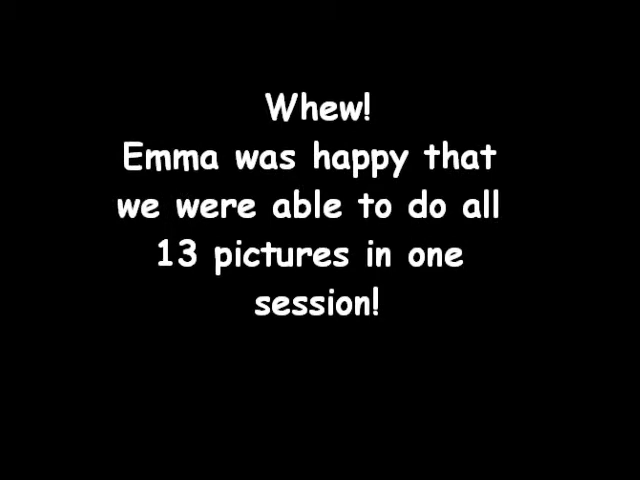 Whew!
Emma was happy that
we were able to do all
13 pictures in one
session!